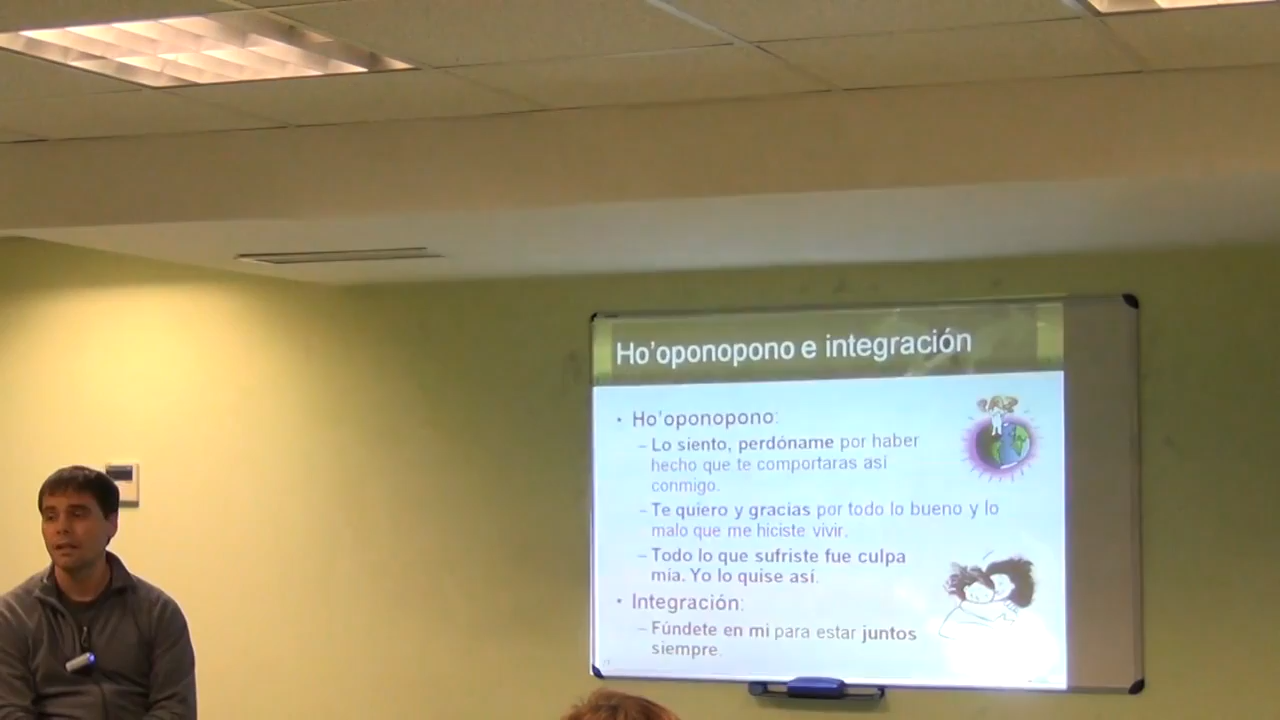 Ho'oponopono e integración
• Ho'oponopono:
– Lo siento, perdóname por haber
hecho que te comportaras así
conmigo.
– Te quiero y gracias por todo lo bueno y lo
malo que me hiciste vivir.
– Todo lo que sufriste fue culpa
mía. Yo lo quise así.
• Integración:
– Fúndete en mi para estar juntos
siempre.